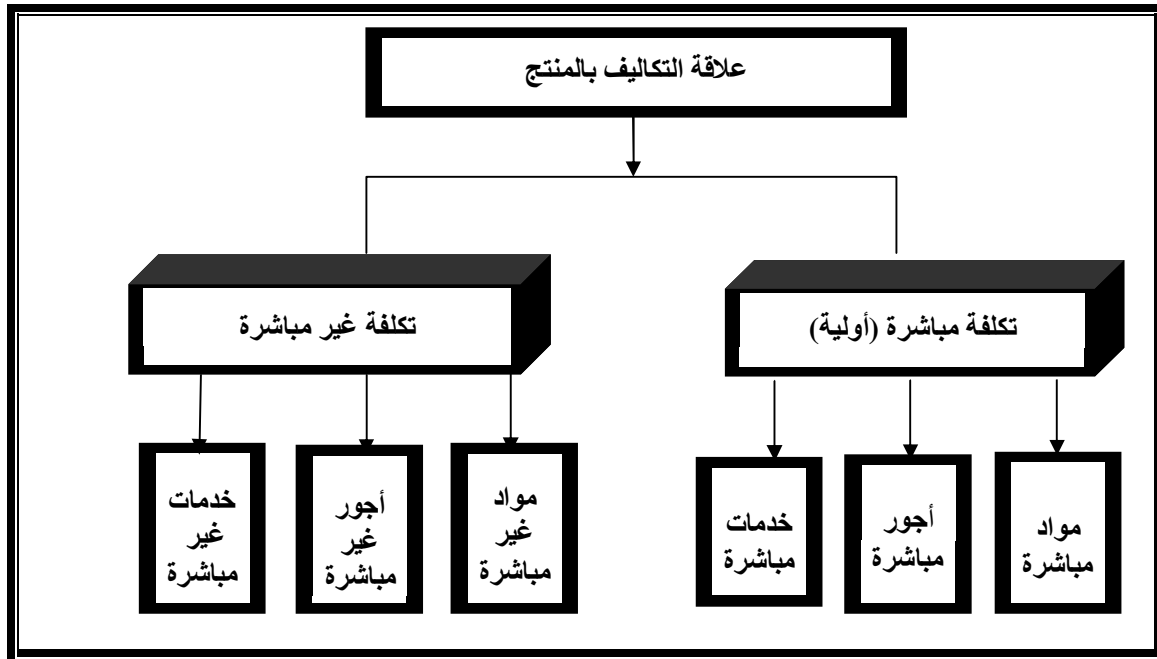 علاقة التكاليف بالمنتج
تكلفة مباشرة (أولية)
تكلفة غير مباشرة
مواد
مباشرة
أجور
مباشرة
خدمات
مباشرة
مواد
غير
مباشرة
أجور
غير
مباشرة
خدمات
غير
مباشرة